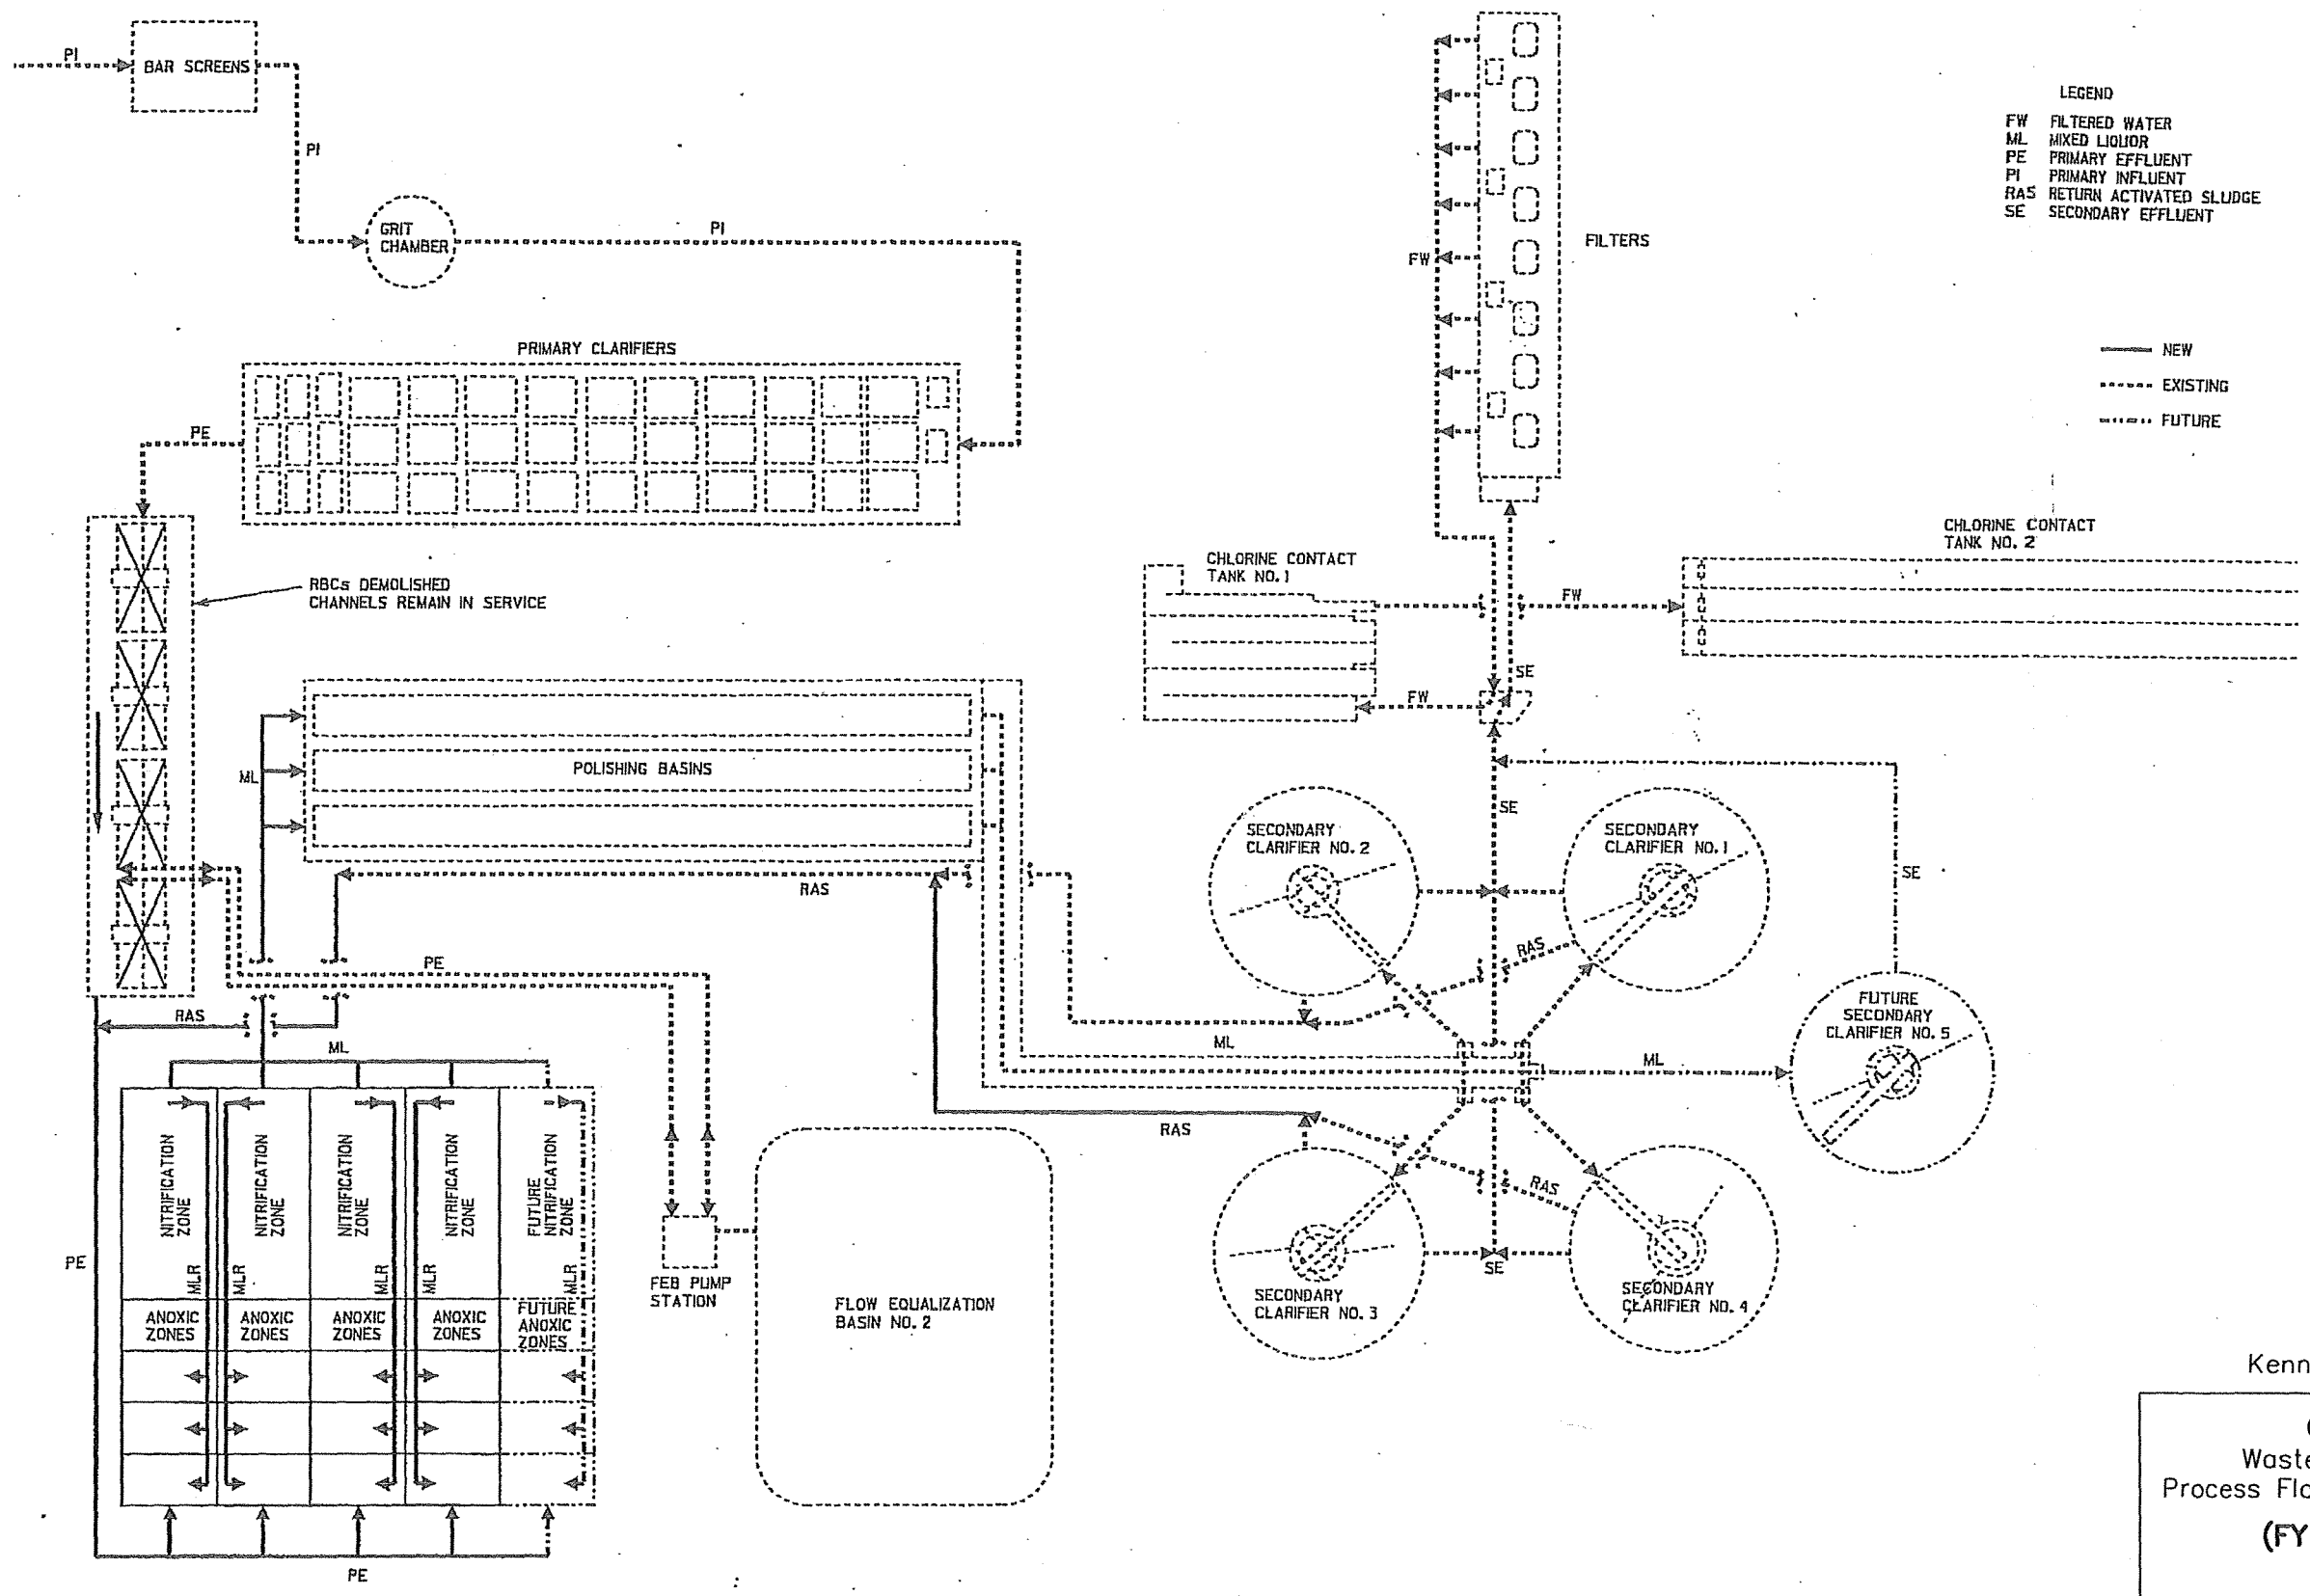 PI
BAR SCREENS
PI
GRIT
CHAMBER
PI
PRIMARY CLARIFIERS
PE
RBCs DEMOLISHED
CHANNELS REMAIN IN SERVICE
FW
FILTERS
LEGEND
FW FILTERED WATER
ML MIXED LIQUOR
PE PRIMARY EFFLUENT
PI PRIMARY INFLUENT
RAS RETURN ACTIVATED SLUDGE
SE SECONDARY EFFLUENT
NEW
EXISTING
FUTURE
CHLORINE CONTACT
TANK NO. 1
CHLORINE CONTACT
TANK NO. 2
FW
SE
FW
ML
POLISHING BASINS
RAS
SE
SECONDARY
CLARIFIER NO. 2
SECONDARY
CLARIFIER NO. 1
SE
RAS
PE
RAS
ML
ML
FUTURE
SECONDARY
CLARIFIER NO. 5
ML
RAS
RAS
SE
SECONDARY
CLARIFIER NO. 3
SECONDARY
CLARIFIER NO. 4
NITRIFICATION
ZONE
NITRIFICATION
ZONE
NITRIFICATION
ZONE
NITRIFICATION
ZONE
FUTURE
NITRIFICATION
ZONE
PE
MLR
MLR
MLR
MLR
MLR
ANOXIC
ZONES
ANOXIC
ZONES
ANOXIC
ZONES
ANOXIC
ZONES
FUTURE
ANOXIC
ZONES
FEB PUMP
STATION
FLOW EQUALIZATION
BASIN NO. 2
PE
Kenn
Waste
Process Flo
(FY